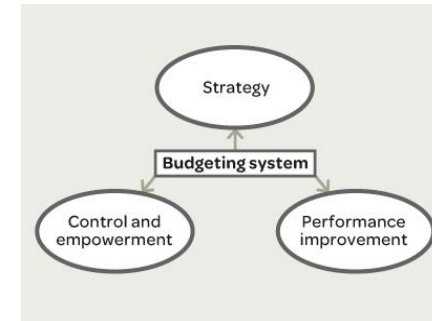 Strategy
Budgeting system
Control and
empowerment
Performance
improvement